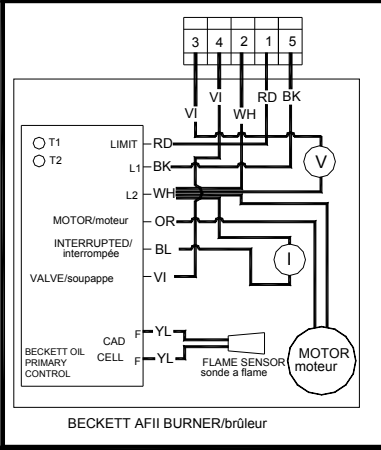 3 4 2 1 5
VI VI WH RD BK
T1
T2
LIMIT RD
L1 BK
L2 WH
V
MOTOR/moteur OR
INTERRUPTED/
interrompée
BL
I
VALVE/soupappe VI
CAD
CELL
F YL
F YL
BECKETT OIL
PRIMARY
CONTROL
FLAME SENSOR
sonde a flame
MOTOR
moteur
BECKETT AFII BURNER/brûleur